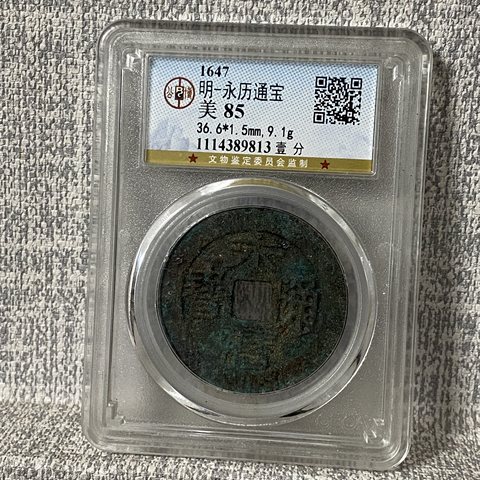 1647
明-永历通宝
美 85
36.6*1.5mm,9.1g
1114389813 壹 分
★ 文物鉴定委员会监制 ★